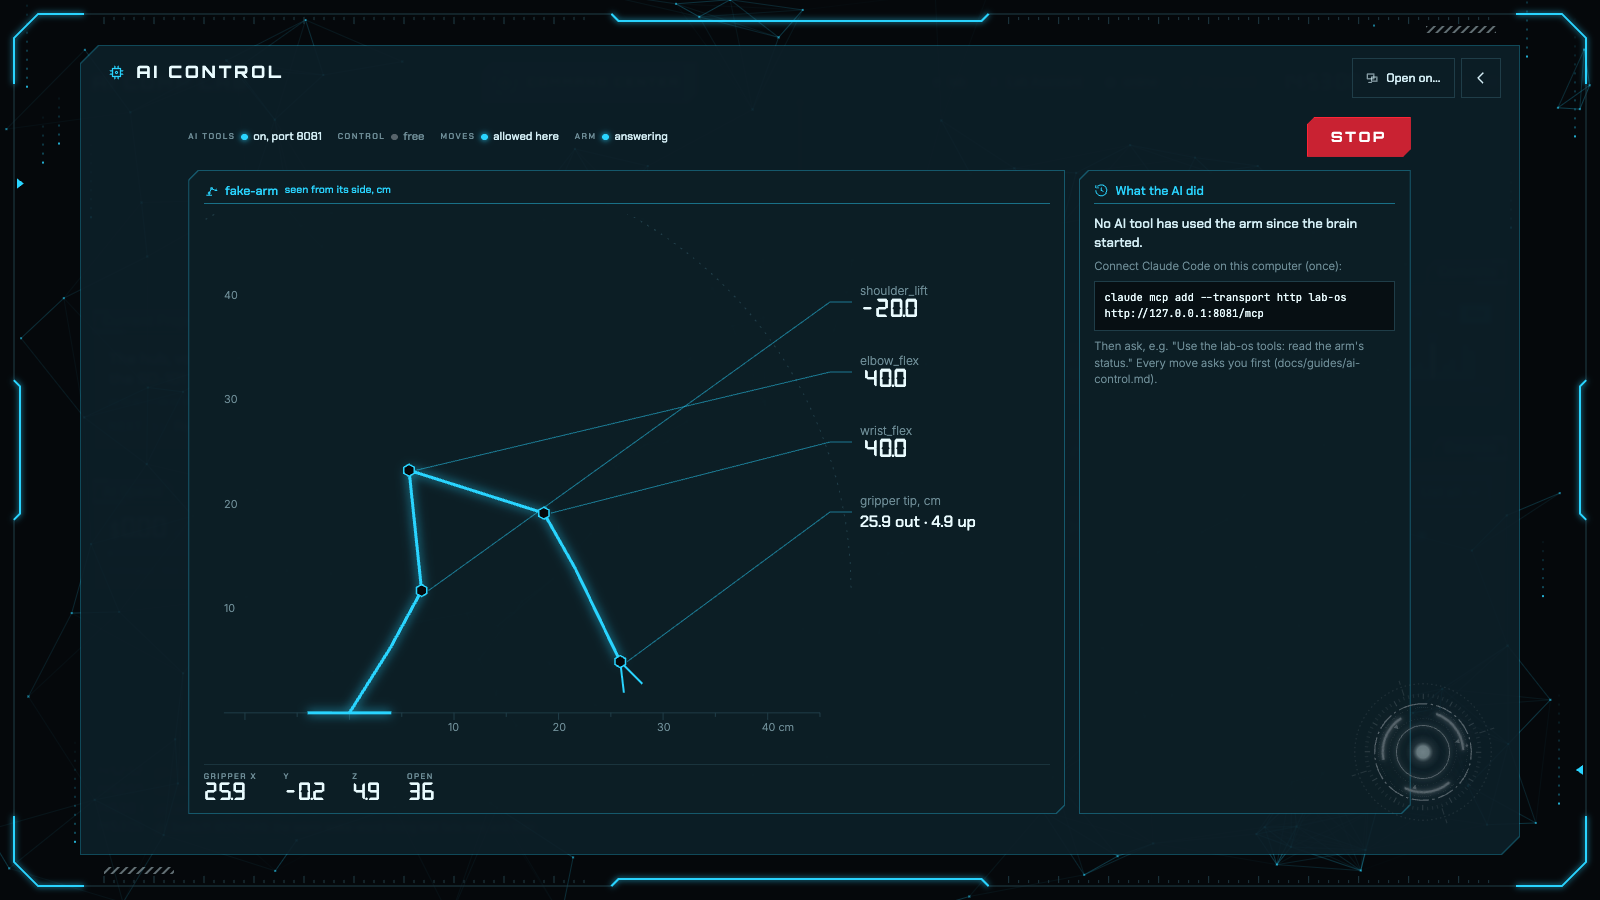 AI CONTROL
Open on...
AI TOOLS on, port 8081 CONTROL free MOVES allowed here ARM answering
STOP
fake-arm seen from its side, cm
40
30
20
10
10 20 30 40 cm
shoulder_lift
-20.0
elbow_flex
40.0
wrist_flex
40.0
gripper tip, cm
25.9 out · 4.9 up
GRIPPER X Y Z OPEN
25.9 -0.2 4.9 36
What the AI did
No AI tool has used the arm since the brain
started.
Connect Claude Code on this computer (once):
claude mcp add --transport http lab-os
http://127.0.0.1:8081/mcp
Then ask, e.g. "Use the lab-os tools: read the arm's
status." Every move asks you first (docs/guides/ai-
control.md).